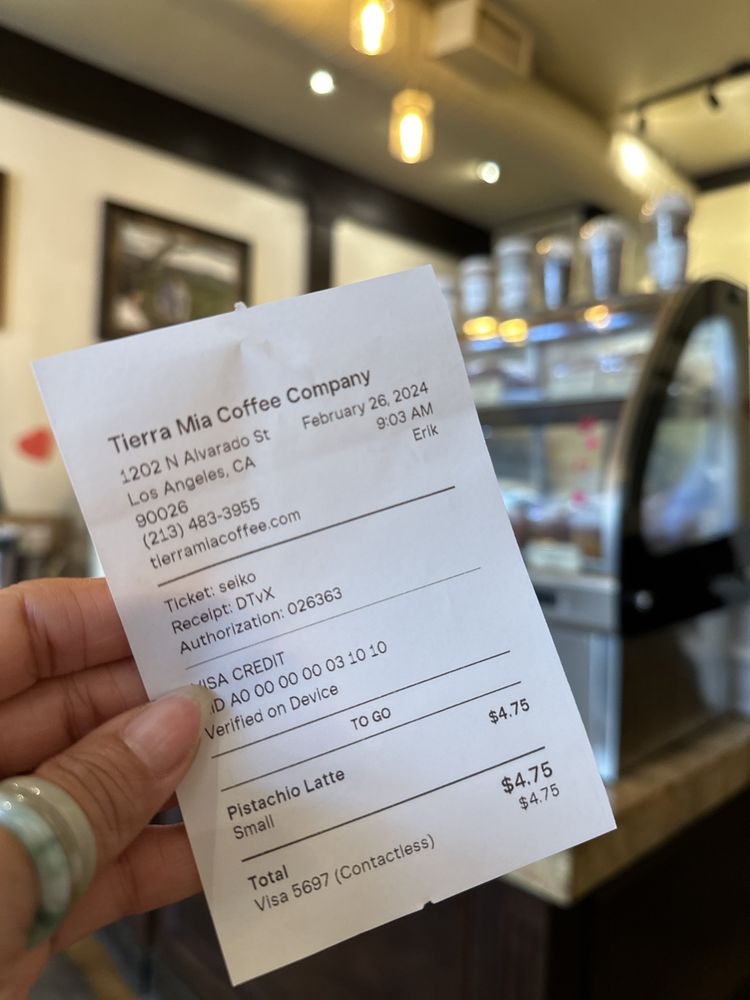 Tierra Mia Coffee Company
1202 N Alvarado St February 26, 2024
Los Angeles, CA 9:03 AM
90026 Erik
(213) 483-3955
tierramiacoffee.com
Ticket: seiko
Receipt: DTvX
Authorization: 026363
VISA CREDIT
AID A0 00 00 00 03 10 10
Verified on Device
TO GO
Pistachio Latte $4.75
Small
Total $4.75
Visa 5697 (Contactless) $4.75